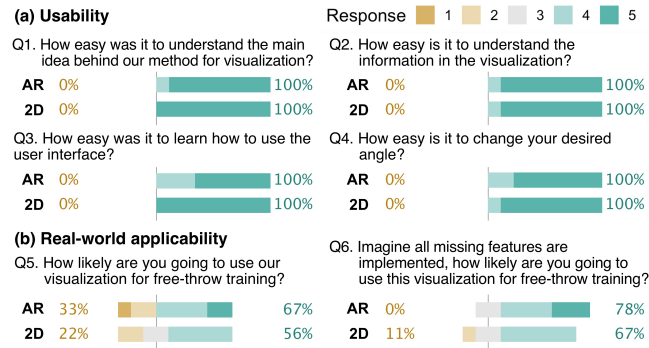 (a) Usability
Response 1 2 3 4 5
Q1. How easy was it to understand the main
idea behind our method for visualization?
AR 0% 100%
2D 0% 100%
Q2. How easy is it to understand the
information in the visualization?
AR 0% 100%
2D 0% 100%
Q3. How easy was it to learn how to use the
user interface?
AR 0% 100%
2D 0% 100%
Q4. How easy is it to change your desired
angle?
AR 0% 100%
2D 0% 100%
(b) Real-world applicability
Q5. How likely are you going to use our
visualization for free-throw training?
AR 33% 67%
2D 22% 56%
Q6. Imagine all missing features are
implemented, how likely are you going to
use this visualization for free-throw training?
AR 0% 78%
2D 11% 67%